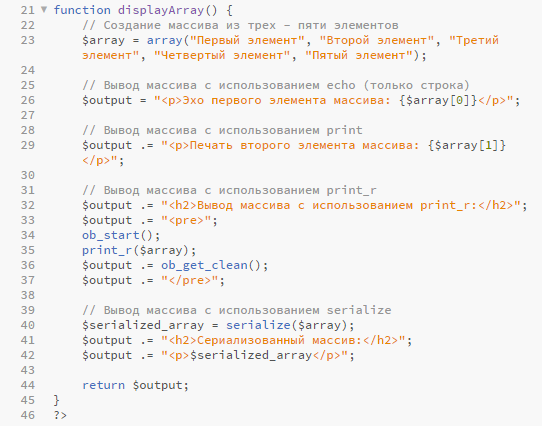 21 function displayArray() {
22 // Создание массива из трех – пяти элементов
23 $array = array("Первый элемент", "Второй элемент", "Третий
элемент", "Четвертый элемент", "Пятый элемент");
24
25 // Вывод массива с использованием echo (только строка)
26 $output = "<p>Эхо первого элемента массива: {$array[0]}</p>";
27
28 // Вывод массива с использованием print
29 $output .= "<p>Печать второго элемента массива: {$array[1]}
</p>";
30
31 // Вывод массива с использованием print_r
32 $output .= "<h2>Вывод массива с использованием print_r:</h2>";
33 $output .= "<pre>";
34 ob_start();
35 print_r($array);
36 $output .= ob_get_clean();
37 $output .= "</pre>";
38
39 // Вывод массива с использованием serialize
40 $serialized_array = serialize($array);
41 $output .= "<h2>Сериализованный массив:</h2>";
42 $output .= "<p>$serialized_array</p>";
43
44 return $output;
45 }
46 ?>